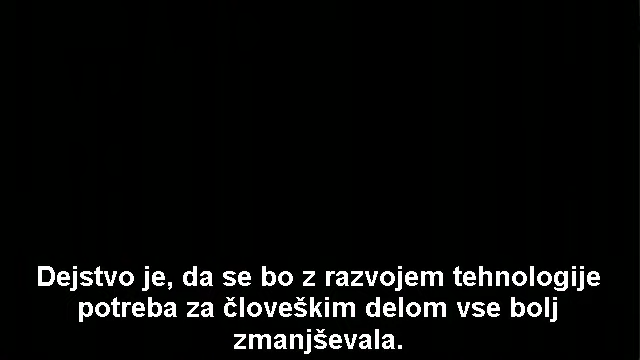 Dejstvo je, da se bo z razvojem tehnologije
potreba za človeškim delom vse bolj
zmanjševala.